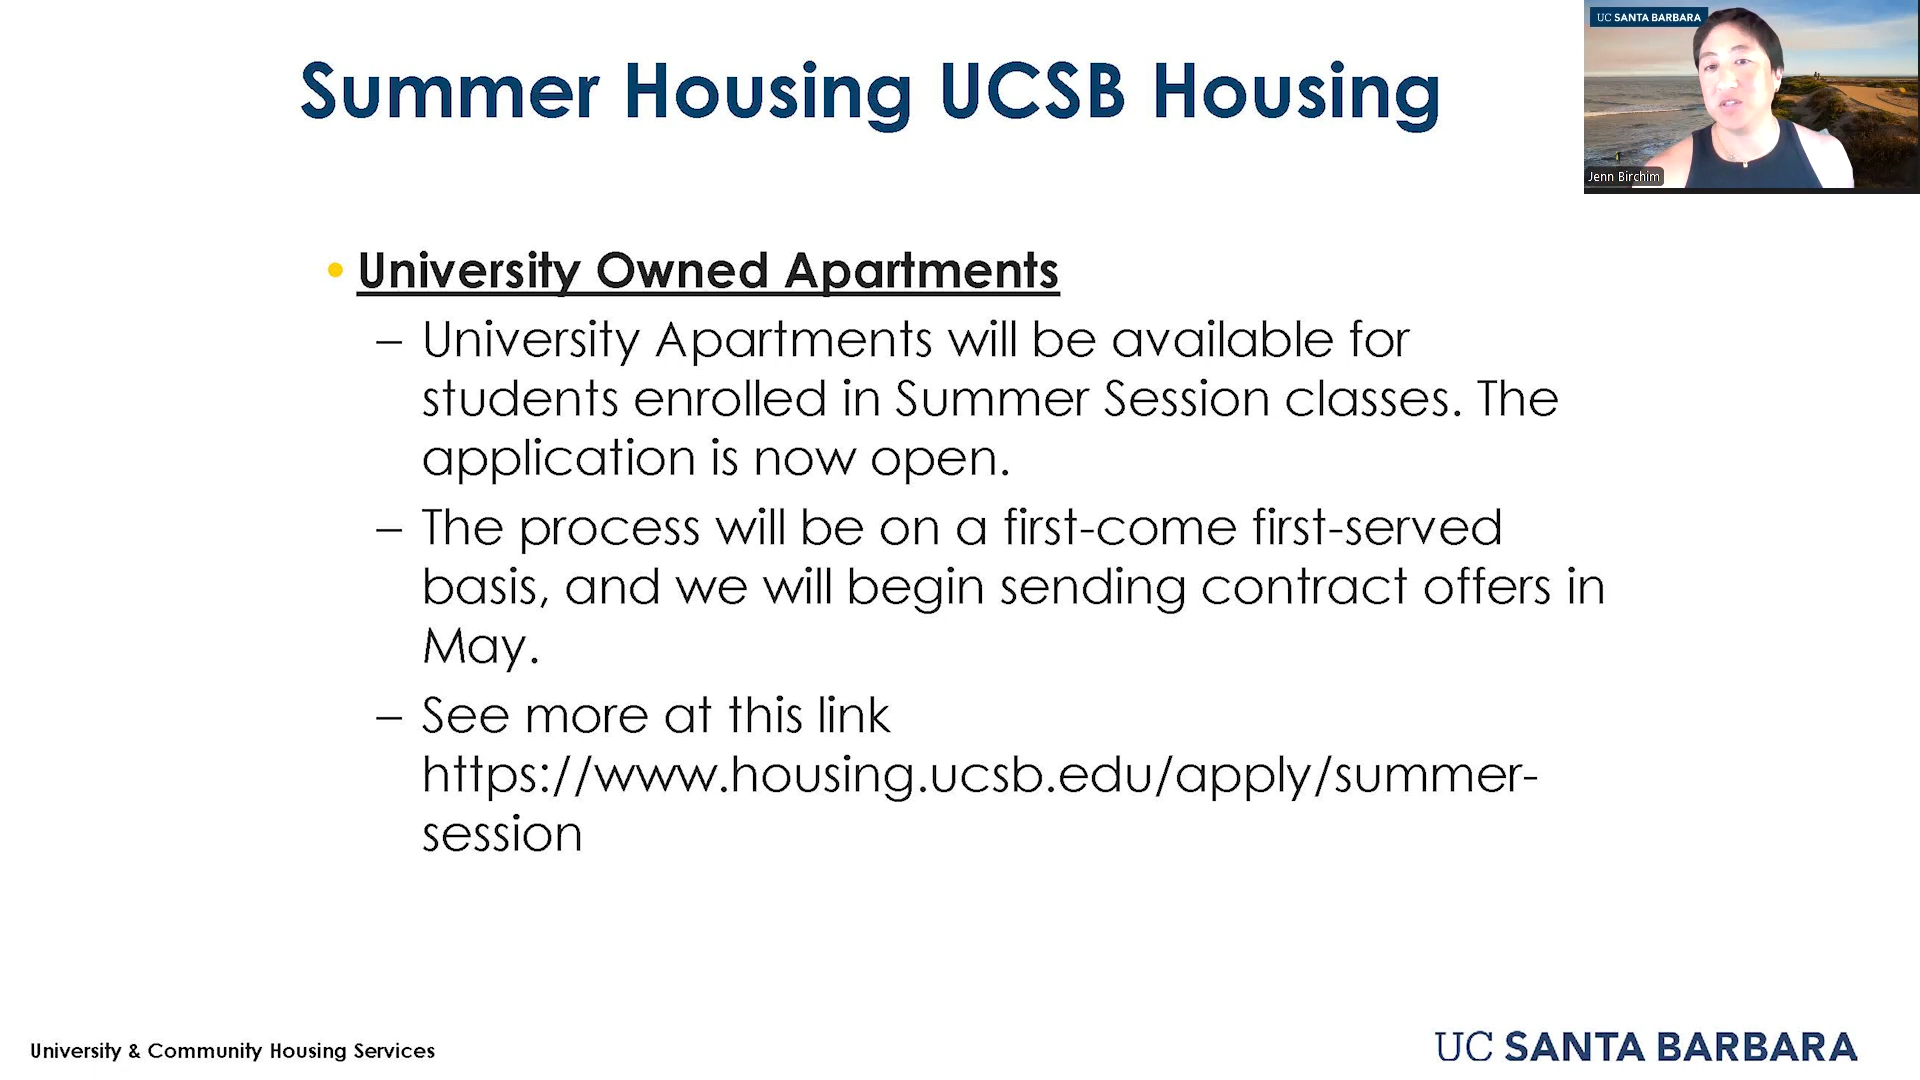 Summer Housing UCSB Housing
UC SANTA BARBARA
Jenn Birchim
• University Owned Apartments
– University Apartments will be available for
students enrolled in Summer Session classes. The
application is now open.
– The process will be on a first-come first-served
basis, and we will begin sending contract offers in
May.
– See more at this link
https://www.housing.ucsb.edu/apply/summer-
session
University & Community Housing Services
UC SANTA BARBARA